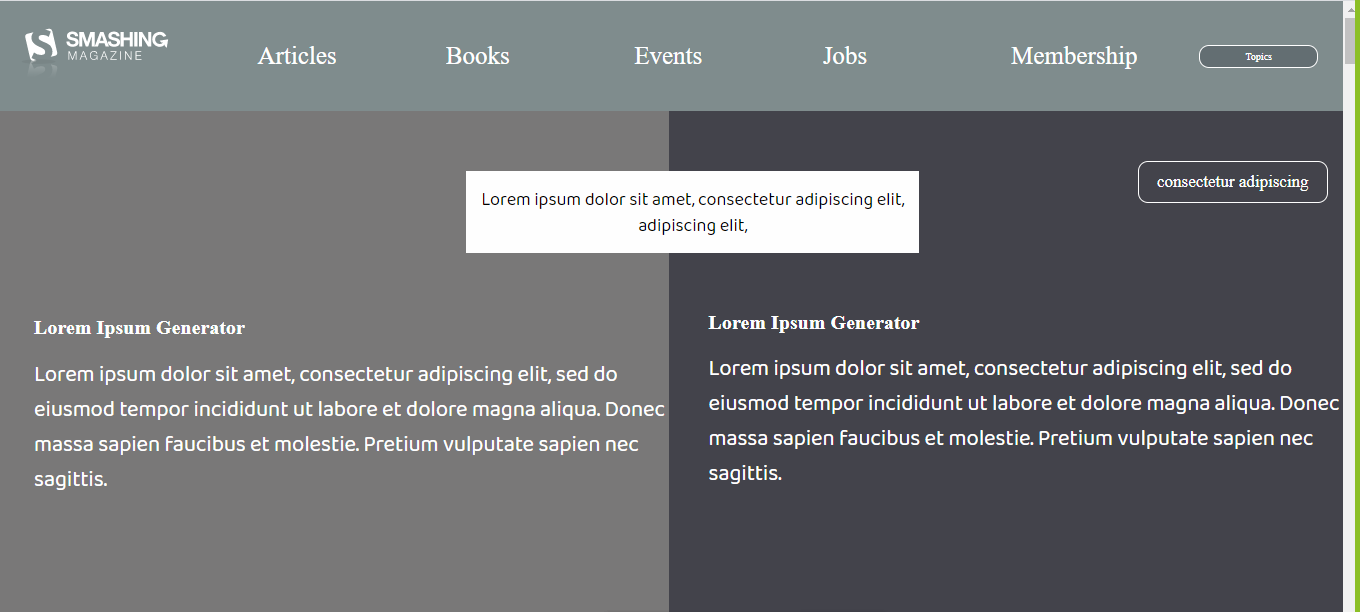 SMASHING
MAGAZINE
Articles
Books
Events
Jobs
Membership
Topics
consectetur adipiscing
Lorem ipsum dolor sit amet, consectetur adipiscing elit,
adipiscing elit,
Lorem Ipsum Generator
Lorem ipsum dolor sit amet, consectetur adipiscing elit, sed do
eiusmod tempor incididunt ut labore et dolore magna aliqua. Donec
massa sapien faucibus et molestie. Pretium vulputate sapien nec
sagittis.
Lorem Ipsum Generator
Lorem ipsum dolor sit amet, consectetur adipiscing elit, sed do
eiusmod tempor incididunt ut labore et dolore magna aliqua. Donec
massa sapien faucibus et molestie. Pretium vulputate sapien nec
sagittis.